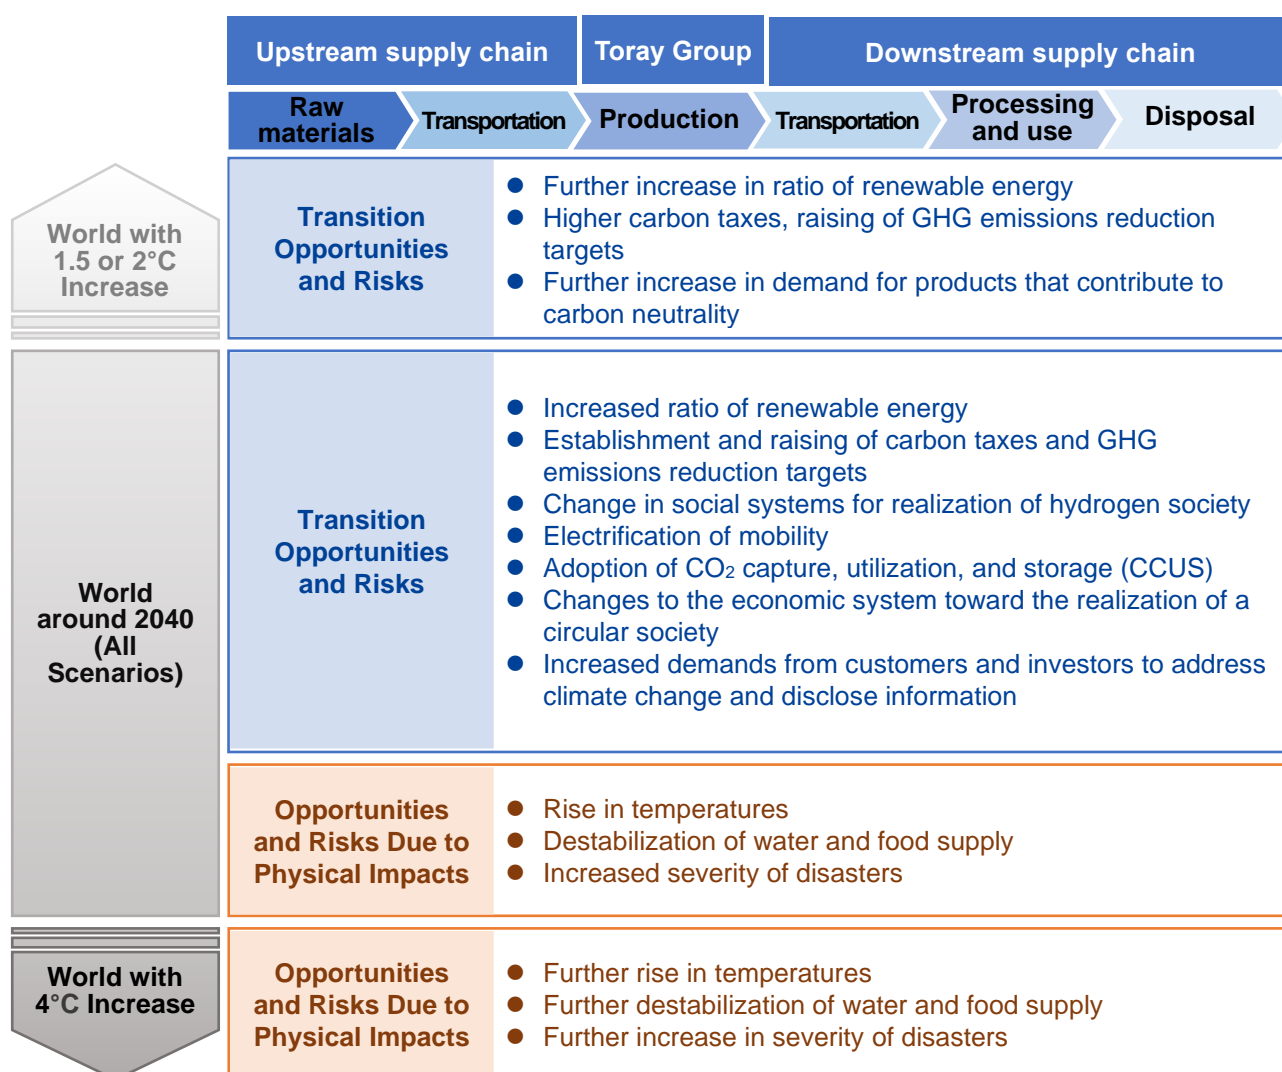 Upstream supply chain
Toray Group
Downstream supply chain
Raw
materials
Transportation
Production
Transportation
Processing
and use
Disposal
World with
1.5 or 2°C
Increase
Transition
Opportunities
and Risks
● Further increase in ratio of renewable energy
● Higher carbon taxes, raising of GHG emissions reduction
targets
● Further increase in demand for products that contribute to
carbon neutrality
World
around 2040
(All
Scenarios)
Transition
Opportunities
and Risks
● Increased ratio of renewable energy
● Establishment and raising of carbon taxes and GHG
emissions reduction targets
● Change in social systems for realization of hydrogen society
● Electrification of mobility
● Adoption of CO₂ capture, utilization, and storage (CCUS)
● Changes to the economic system toward the realization of a
circular society
● Increased demands from customers and investors to address
climate change and disclose information
Opportunities
and Risks Due to
Physical Impacts
● Rise in temperatures
● Destabilization of water and food supply
● Increased severity of disasters
World with
4°C Increase
Opportunities
and Risks Due to
Physical Impacts
● Further rise in temperatures
● Further destabilization of water and food supply
● Further increase in severity of disasters